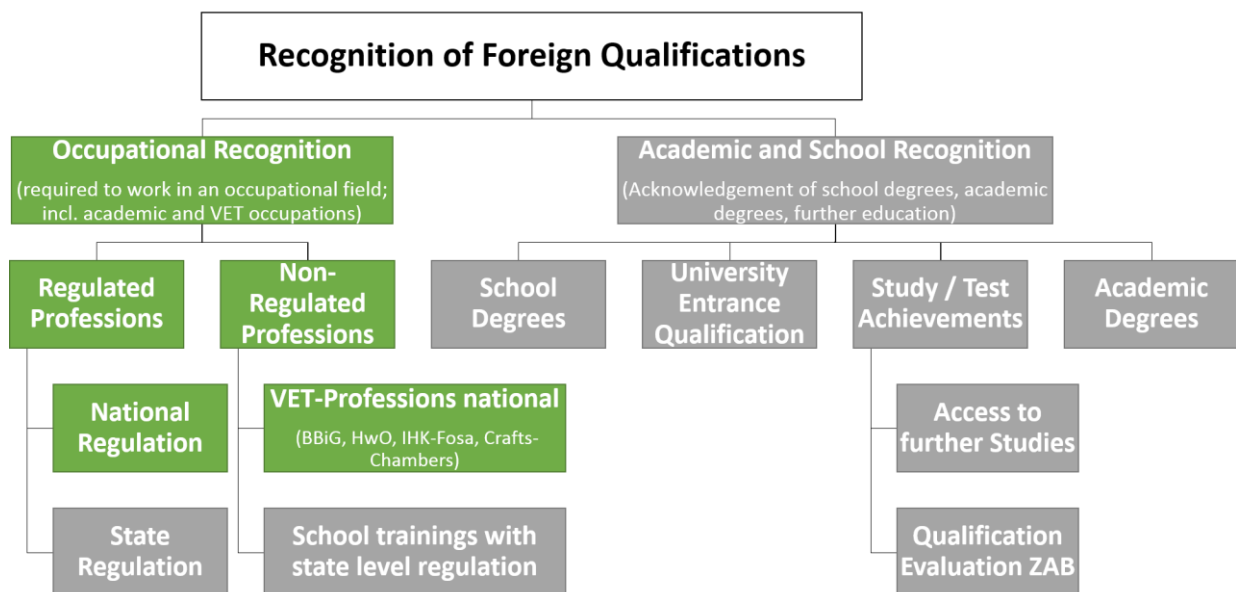 Recognition of Foreign Qualifications
Occupational Recognition
(required to work in an occupational field;
incl. academic and VET occupations)
Academic and School Recognition
(Acknowledgement of school degrees, academic
degrees, further education)
Regulated
Professions
Non-
Regulated
Professions
School
Degrees
University
Entrance
Qualification
Study / Test
Achievements
Academic
Degrees
National
Regulation
VET-Professions national
(BBiG, HwO, IHK-Fosa, Crafts-
Chambers)
Access to
further Studies
State
Regulation
School trainings with
state level regulation
Qualification
Evaluation ZAB